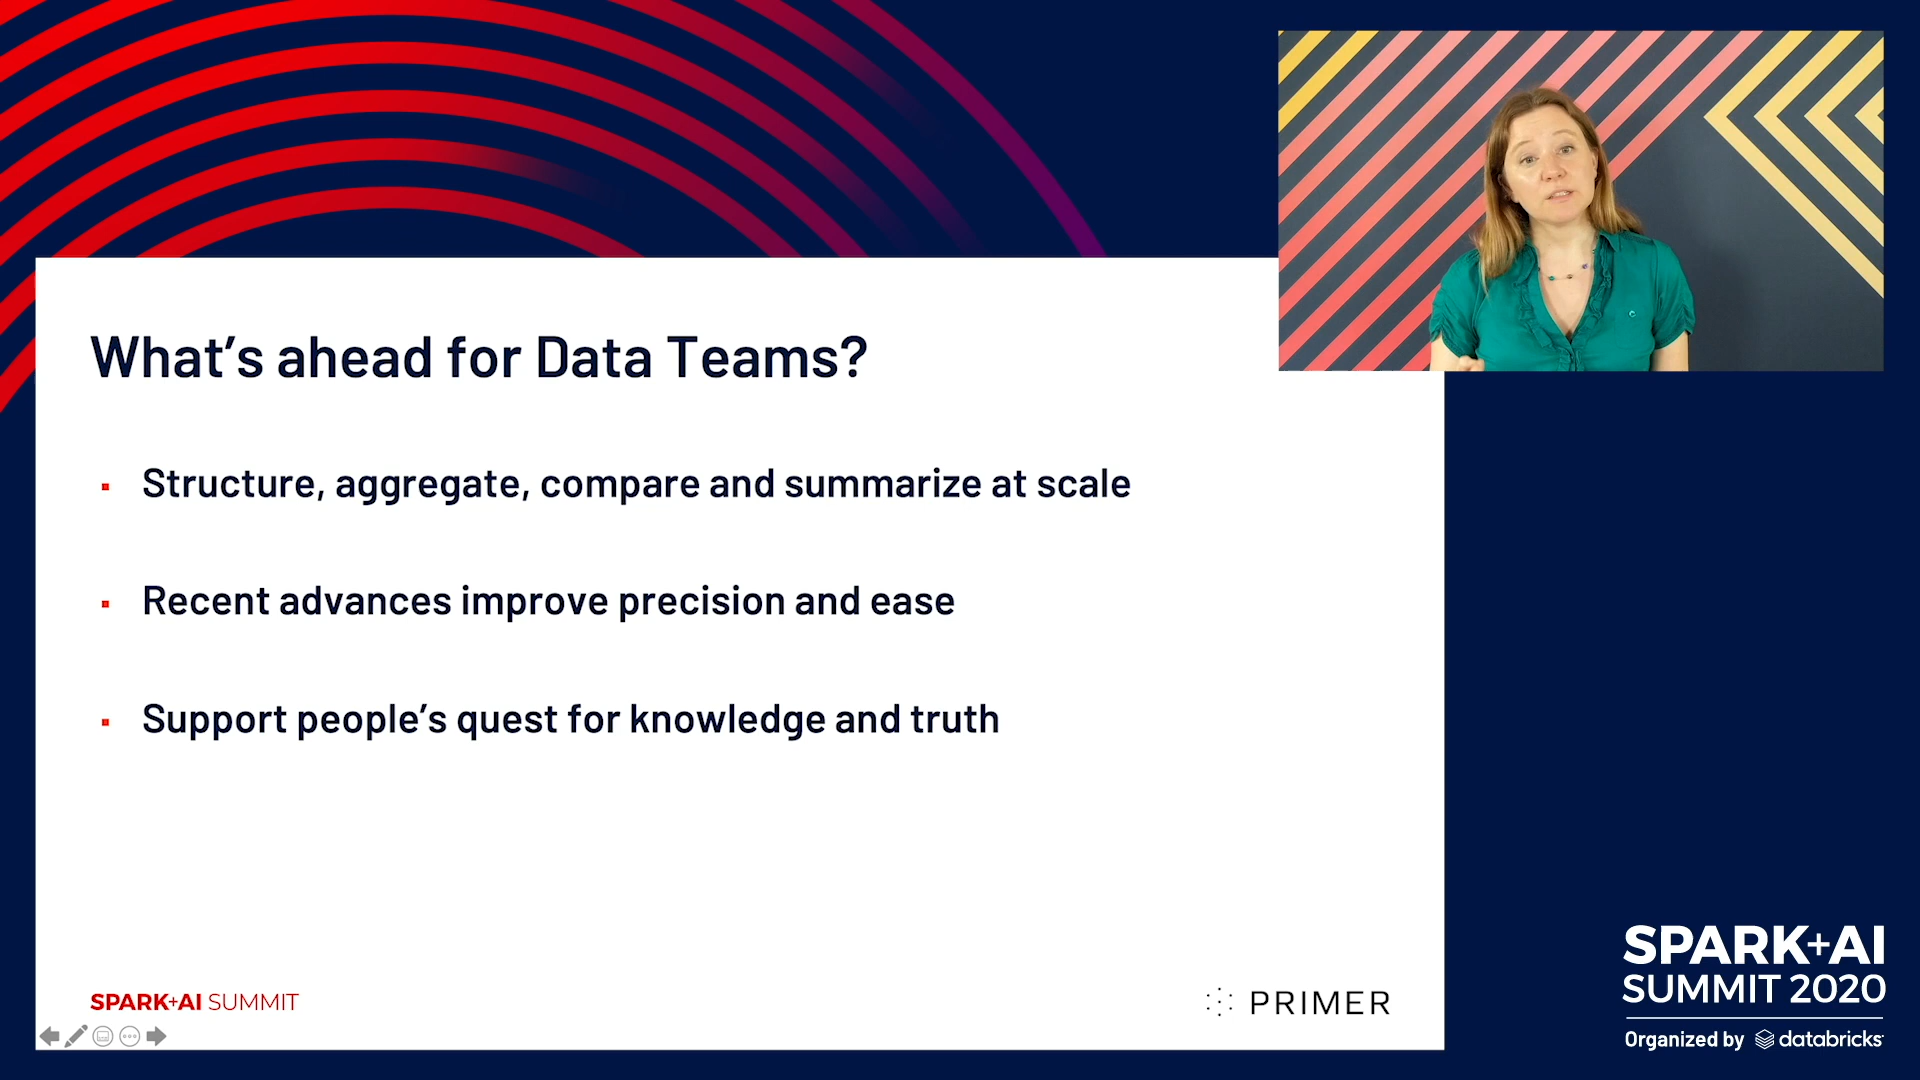 What's ahead for Data Teams?
Structure, aggregate, compare and summarize at scale
Recent advances improve precision and ease
Support people's quest for knowledge and truth
SPARK+AI SUMMIT
PRIMER
SPARK+AI
SUMMIT 2020
Organized by databricks